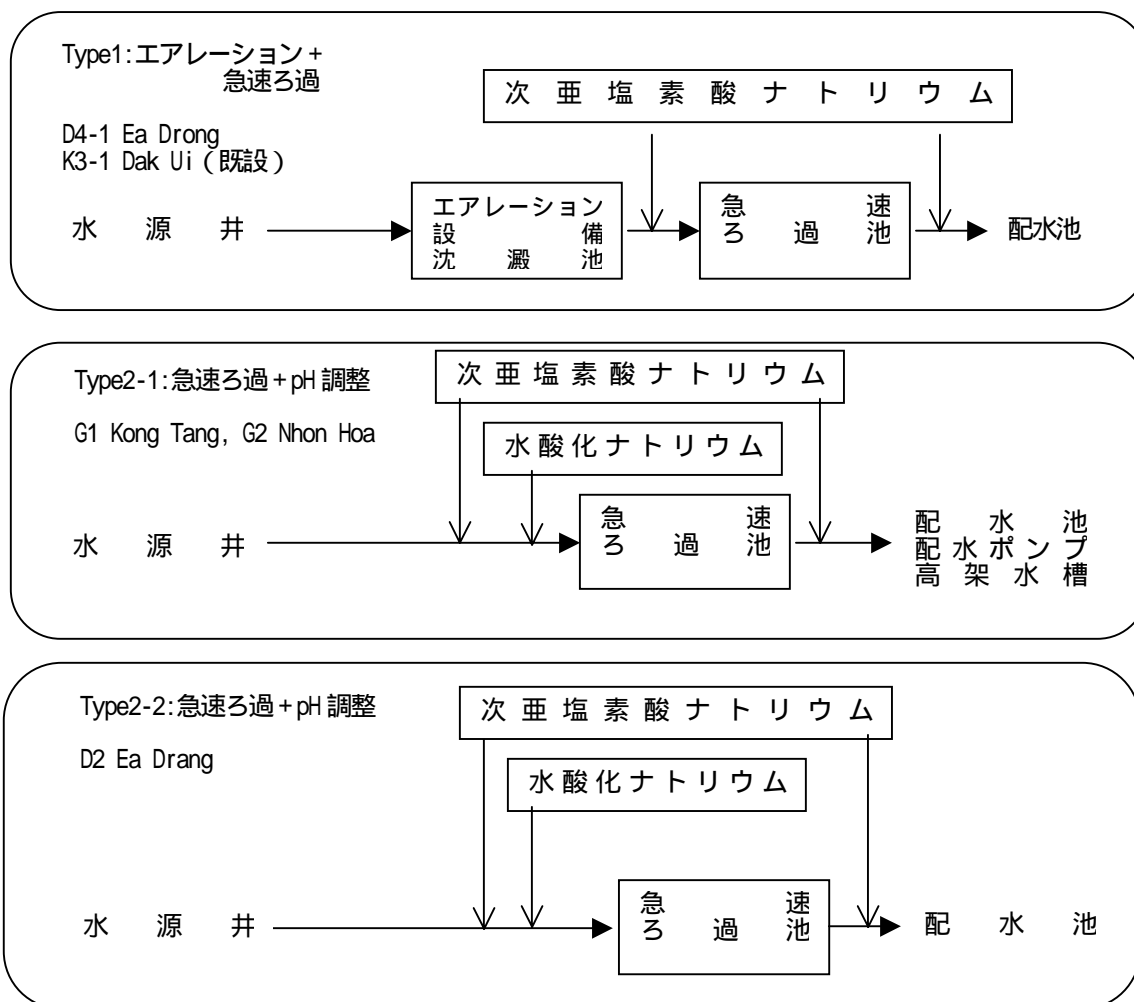 Type1:エアレーション+
急速ろ過
次亜塩素酸ナトリウム
D4-1 Ea Drong
K3-1 Dak Ui(既設)
水源井
エアレーション
設備
沈澱池
急速
ろ過池
配水池
Type2-1:急速ろ過+pH調整
次亜塩素酸ナトリウム
G1 Kong Tang, G2 Nhon Hoa
水酸化ナトリウム
水源井
急速
ろ過池
配水池
配水ポンプ
高架水槽
Type2-2:急速ろ過+pH調整
次亜塩素酸ナトリウム
D2 Ea Drang
水酸化ナトリウム
水源井
急速
ろ過池
配水池